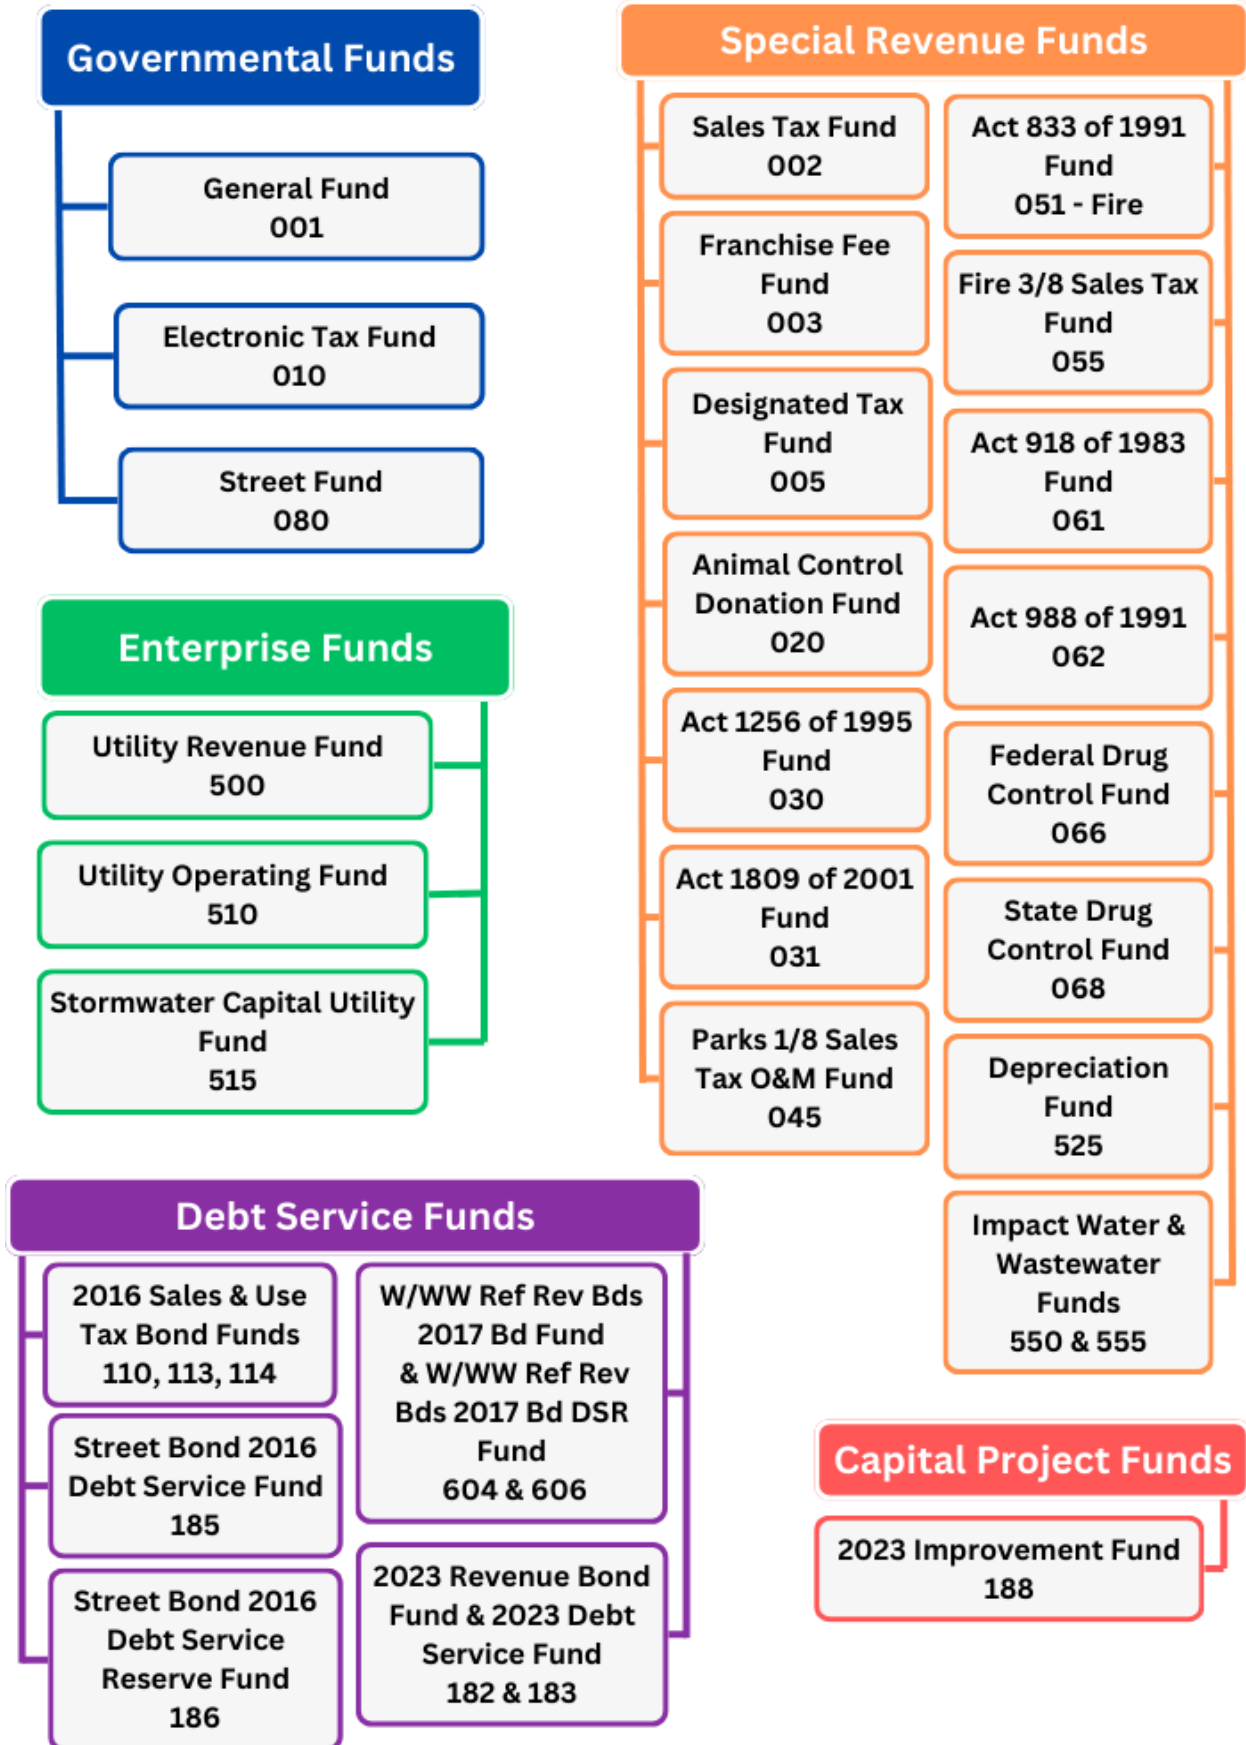 Governmental Funds
General Fund
001
Electronic Tax Fund
010
Street Fund
080
Enterprise Funds
Utility Revenue Fund
500
Utility Operating Fund
510
Stormwater Capital Utility
Fund
515
Special Revenue Funds
Sales Tax Fund
002
Franchise Fee
Fund
003
Designated Tax
Fund
005
Animal Control
Donation Fund
020
Act 1256 of 1995
Fund
030
Act 1809 of 2001
Fund
031
Parks 1/8 Sales
Tax O&M Fund
045
Act 833 of 1991
Fund
051 - Fire
Fire 3/8 Sales Tax
Fund
055
Act 918 of 1983
Fund
061
Act 988 of 1991
062
Federal Drug
Control Fund
066
State Drug
Control Fund
068
Depreciation
Fund
525
Impact Water &
Wastewater
Funds
550 & 555
Debt Service Funds
2016 Sales & Use
Tax Bond Funds
110, 113, 114
Street Bond 2016
Debt Service Fund
185
Street Bond 2016
Debt Service
Reserve Fund
186
W/WW Ref Rev Bds
2017 Bd Fund
& W/WW Ref Rev
Bds 2017 Bd DSR
Fund
604 & 606
2023 Revenue Bond
Fund & 2023 Debt
Service Fund
182 & 183
Capital Project Funds
2023 Improvement Fund
188